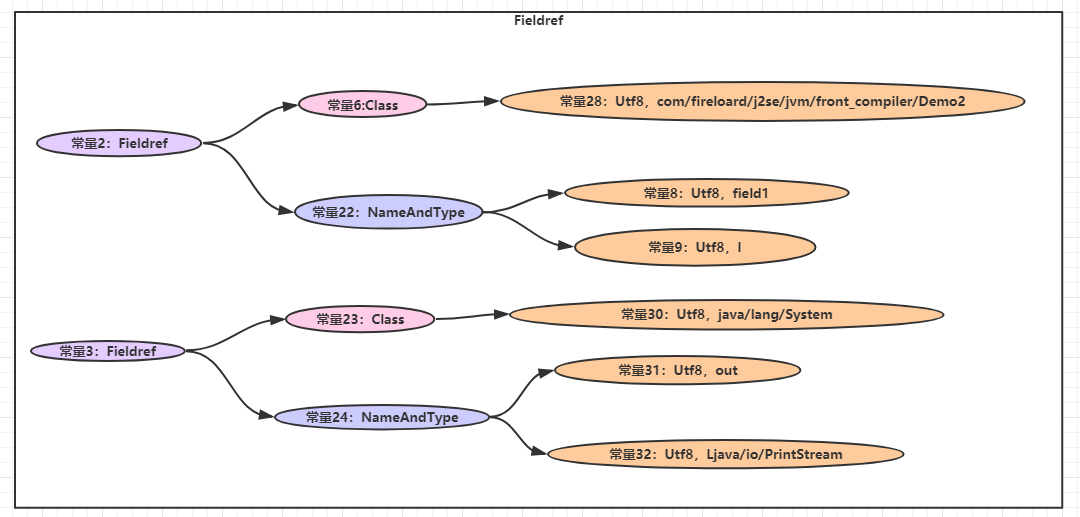 Fieldref
常量6:Class
常量28：Utf8，com/fireloard/j2se/jvm/front_compiler/Demo2
常量2：Fieldref
常量8：Utf8，field1
常量22：NameAndType
常量9：Utf8，I
常量23：Class
常量30：Utf8，java/lang/System
常量3：Fieldref
常量31：Utf8，out
常量24：NameAndType
常量32：Utf8，Ljava/io/PrintStream